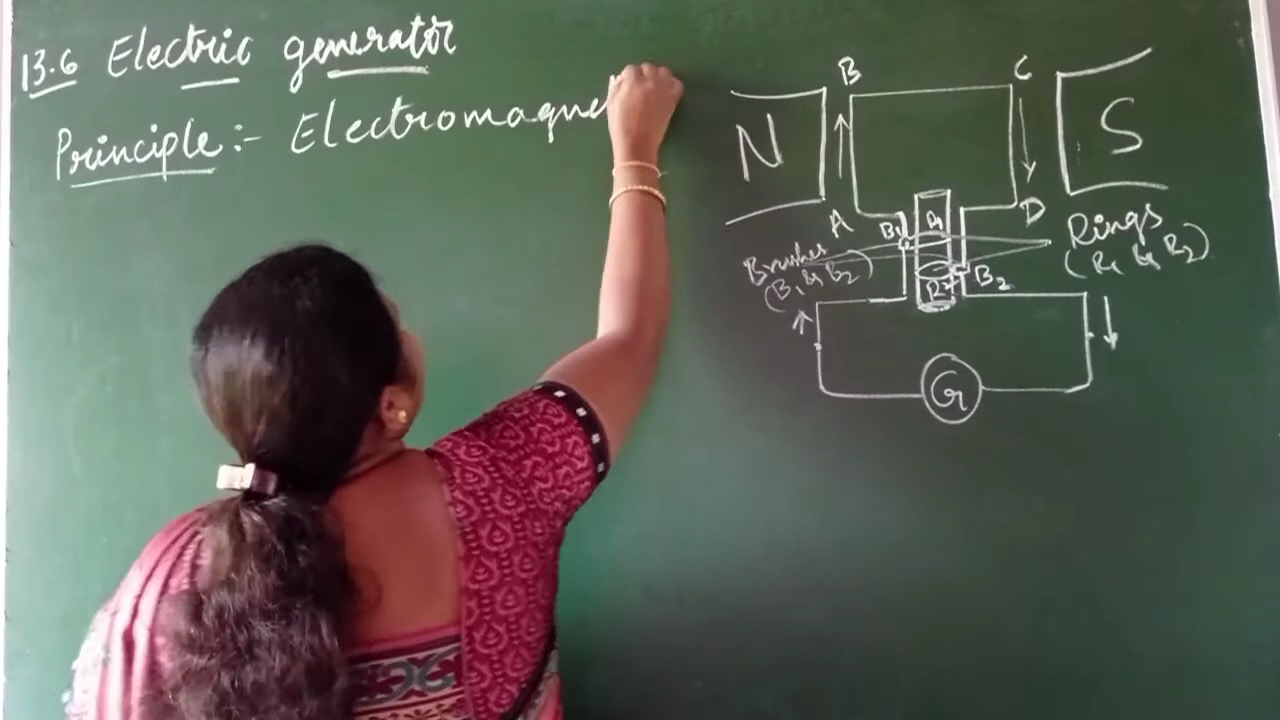 13.6 Electric generator
Principle:- Electromagne
B
C
N
S
A
D
B1
R1
Rings
(R1 & R2)
Brushes
(B1 & B2)
R2
B2
G